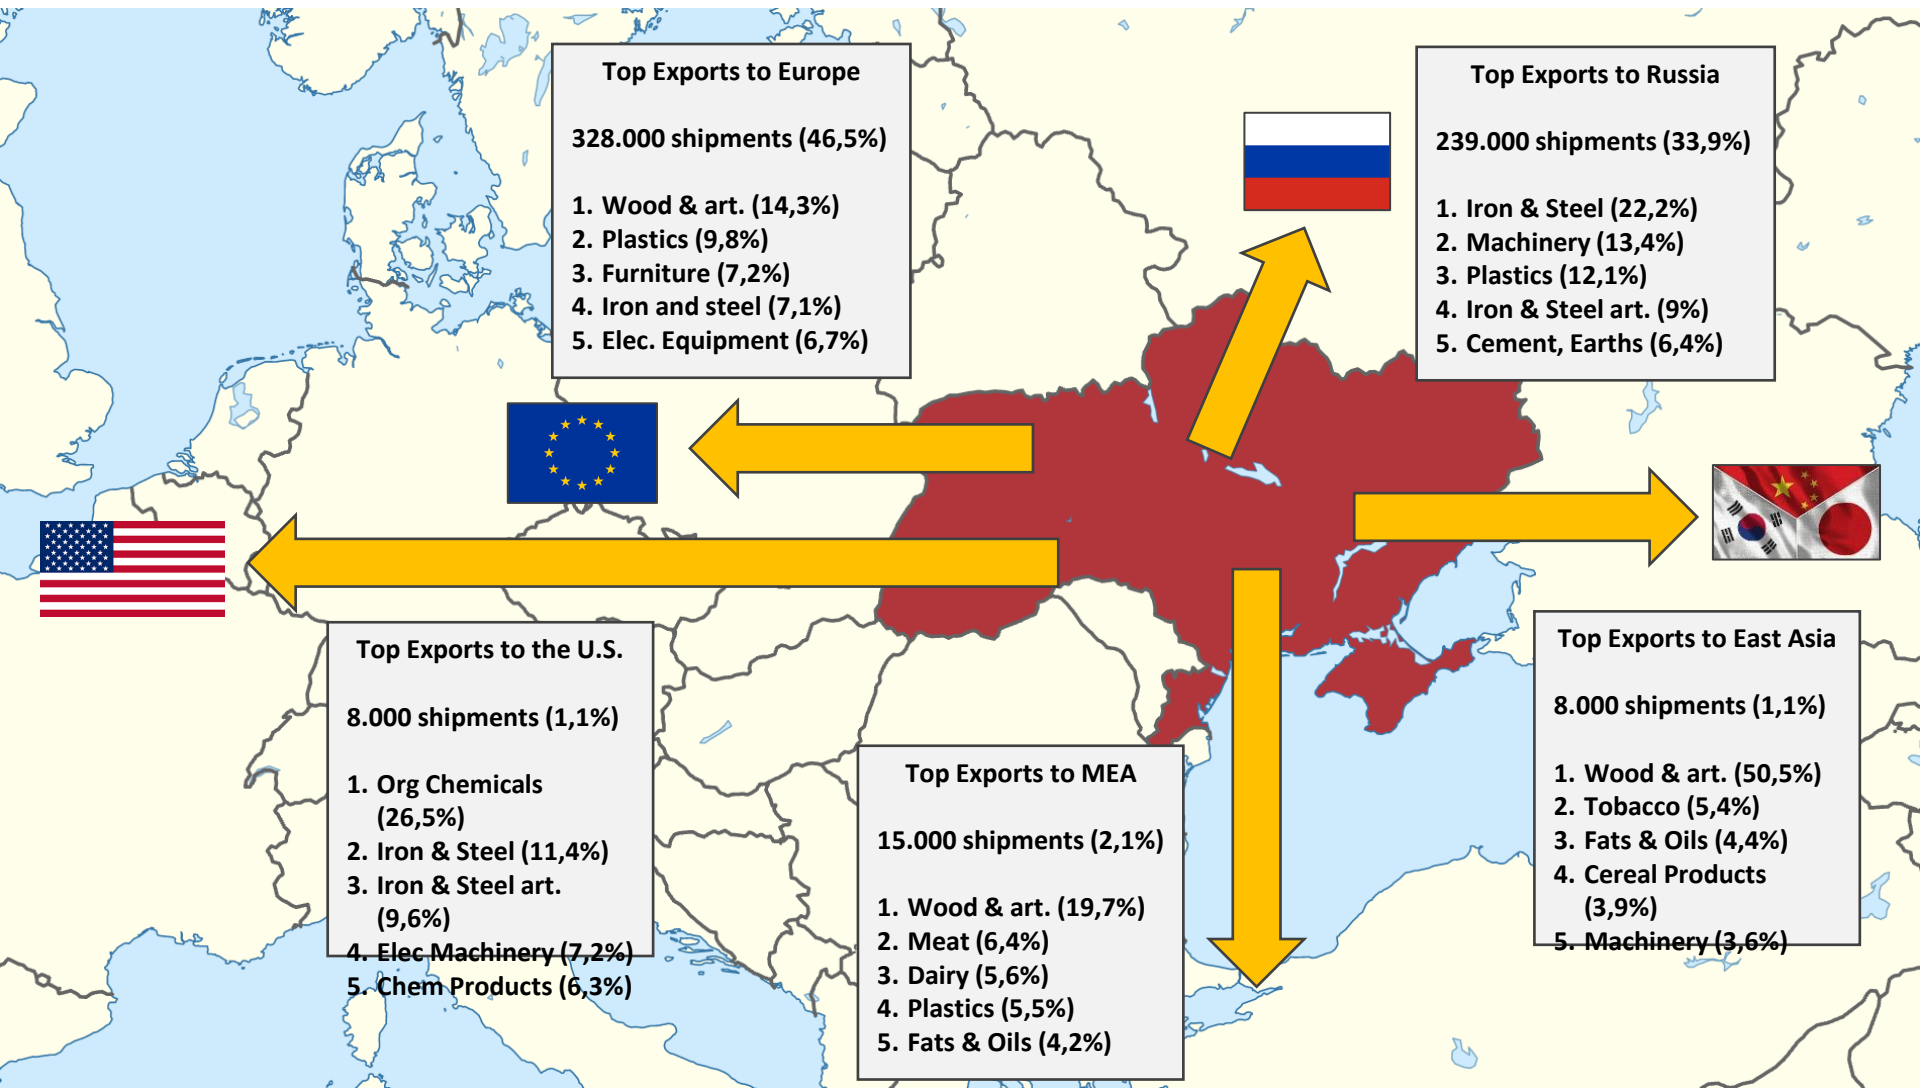 Top Exports to Europe
328.000 shipments (46,5%)
1. Wood & art. (14,3%)
2. Plastics (9,8%)
3. Furniture (7,2%)
4. Iron and steel (7,1%)
5. Elec. Equipment (6,7%)
Top Exports to Russia
239.000 shipments (33,9%)
1. Iron & Steel (22,2%)
2. Machinery (13,4%)
3. Plastics (12,1%)
4. Iron & Steel art. (9%)
5. Cement, Earths (6,4%)
Top Exports to the U.S.
8.000 shipments (1,1%)
1. Org Chemicals
(26,5%)
2. Iron & Steel (11,4%)
3. Iron & Steel art.
(9,6%)
4. Elec Machinery (7,2%)
5. Chem Products (6,3%)
Top Exports to MEA
15.000 shipments (2,1%)
1. Wood & art. (19,7%)
2. Meat (6,4%)
3. Dairy (5,6%)
4. Plastics (5,5%)
5. Fats & Oils (4,2%)
Top Exports to East Asia
8.000 shipments (1,1%)
1. Wood & art. (50,5%)
2. Tobacco (5,4%)
3. Fats & Oils (4,4%)
4. Cereal Products
(3,9%)
5. Machinery (3,6%)